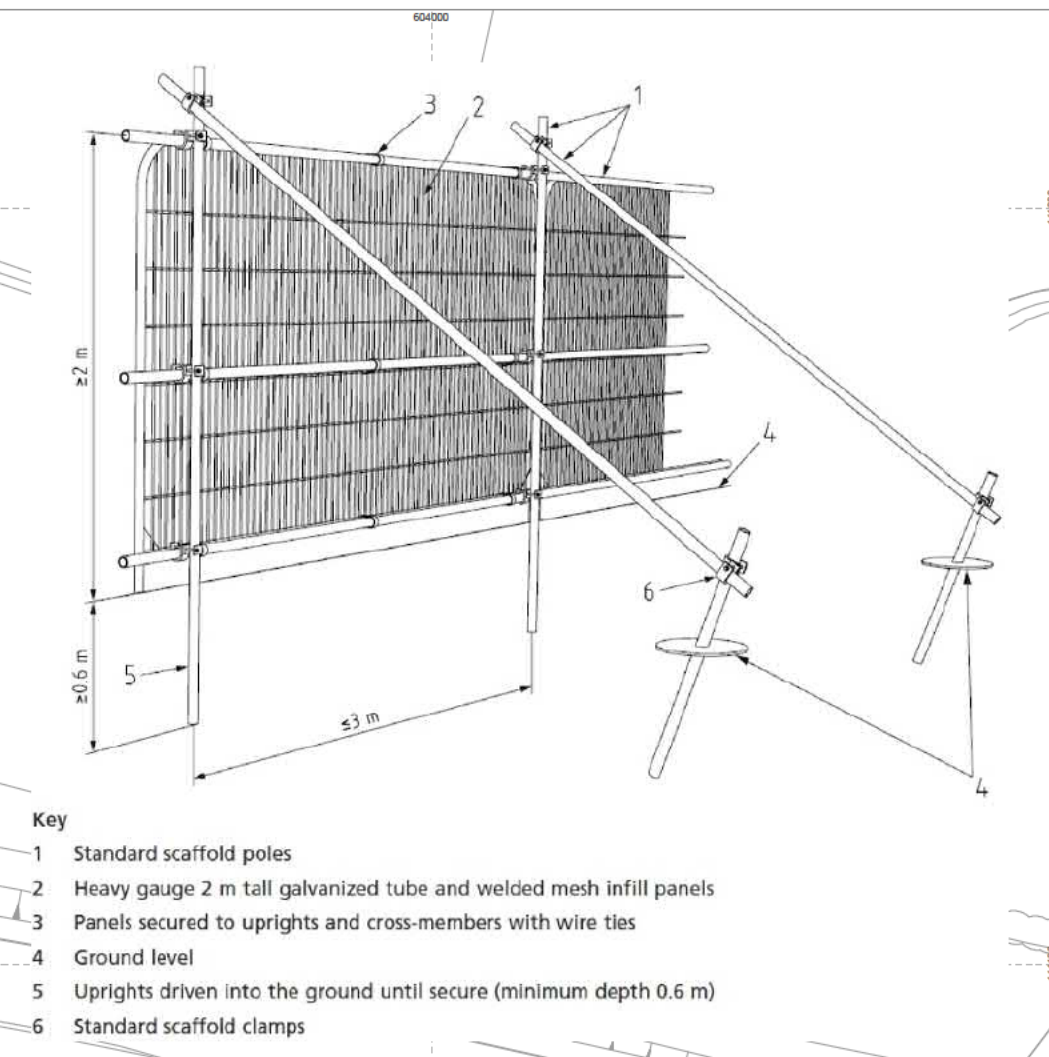 604000
3
2
1
≥2 m
4
6
≥0.6 m
5
≤3 m
4
Key
1 Standard scaffold poles
2 Heavy gauge 2 m tall galvanized tube and welded mesh infill panels
3 Panels secured to uprights and cross-members with wire ties
4 Ground level
5 Uprights driven into the ground until secure (minimum depth 0.6 m)
6 Standard scaffold clamps